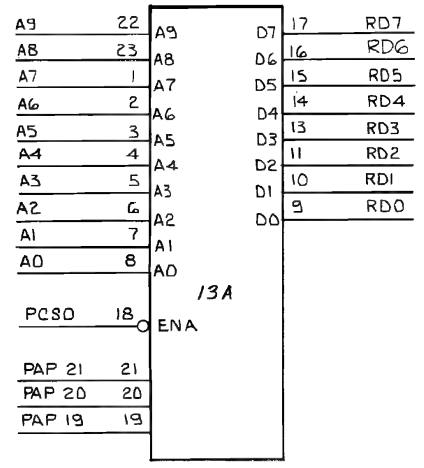 A9 22 A9 D7 17 RD7
A8 23 A8 D6 16 RD6
A7 1 A7 D5 15 RD5
A6 2 A6 D4 14 RD4
A5 3 A5 D3 13 RD3
A4 4 A4 D2 11 RD2
A3 5 A3 D1 10 RD1
A2 6 A2 D0 9 RD0
A1 7 A1
A0 8 A0
13A
PCS0 18 ENA
PAP 21 21
PAP 20 20
PAP 19 19